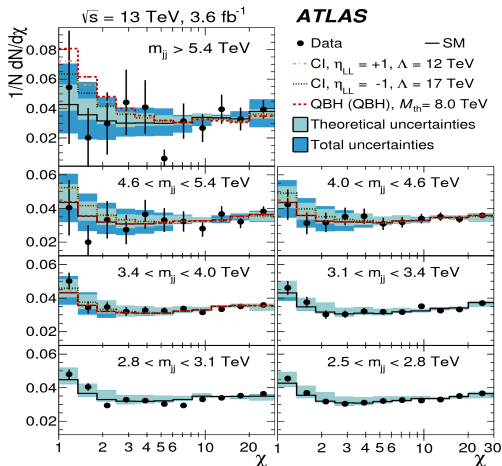 √s = 13 TeV, 3.6 fb⁻¹
ATLAS
1/N dN/dχ
m_jj > 5.4 TeV
0.08
0.06
0.04
0.02
Data
SM
CI, η_LL = +1, Λ = 12 TeV
CI, η_LL = -1, Λ = 17 TeV
QBH (QBH), M_th = 8.0 TeV
Theoretical uncertainties
Total uncertainties
4.6 < m_jj < 5.4 TeV
4.0 < m_jj < 4.6 TeV
0.06
0.04
0.02
3.4 < m_jj < 4.0 TeV
3.1 < m_jj < 3.4 TeV
0.06
0.04
0.02
2.8 < m_jj < 3.1 TeV
2.5 < m_jj < 2.8 TeV
0.06
0.04
0.02
1 2 3 4 5 6 10
1 2 3 4 5 6 10 20 30
χ
χ